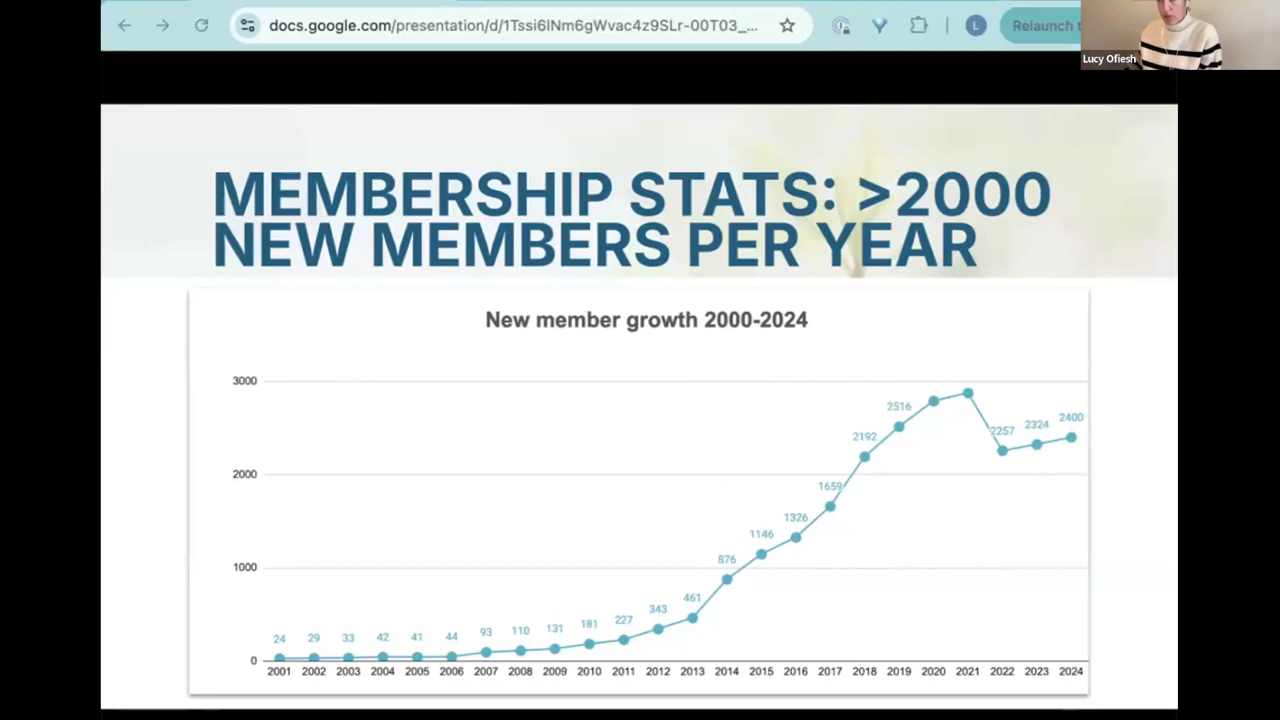 docs.google.com/presentation/d/1Tssi6lNm6gWvac4z9SLr-00T03_...
L
Relaunch
Lucy Ofiesh
MEMBERSHIP STATS: >2000
NEW MEMBERS PER YEAR
New member growth 2000-2024
3000
2000
1000
0
24 29 33 42 41 44 93 110 131 181 227 343 461 876 1146 1326 1659 2192 2516 2257 2324 2400
2001 2002 2003 2004 2005 2006 2007 2008 2009 2010 2011 2012 2013 2014 2015 2016 2017 2018 2019 2020 2021 2022 2023 2024